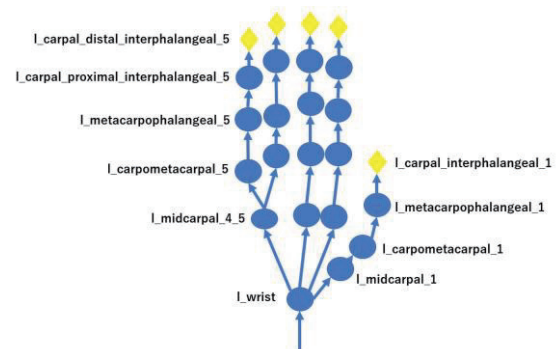 l_carpal_distal_interphalangeal_5
l_carpal_proximal_interphalangeal_5
l_metacarpophalangeal_5
l_carpometacarpal_5
l_midcarpal_4_5
l_wrist
l_carpal_interphalangeal_1
l_metacarpophalangeal_1
l_carpometacarpal_1
l_midcarpal_1